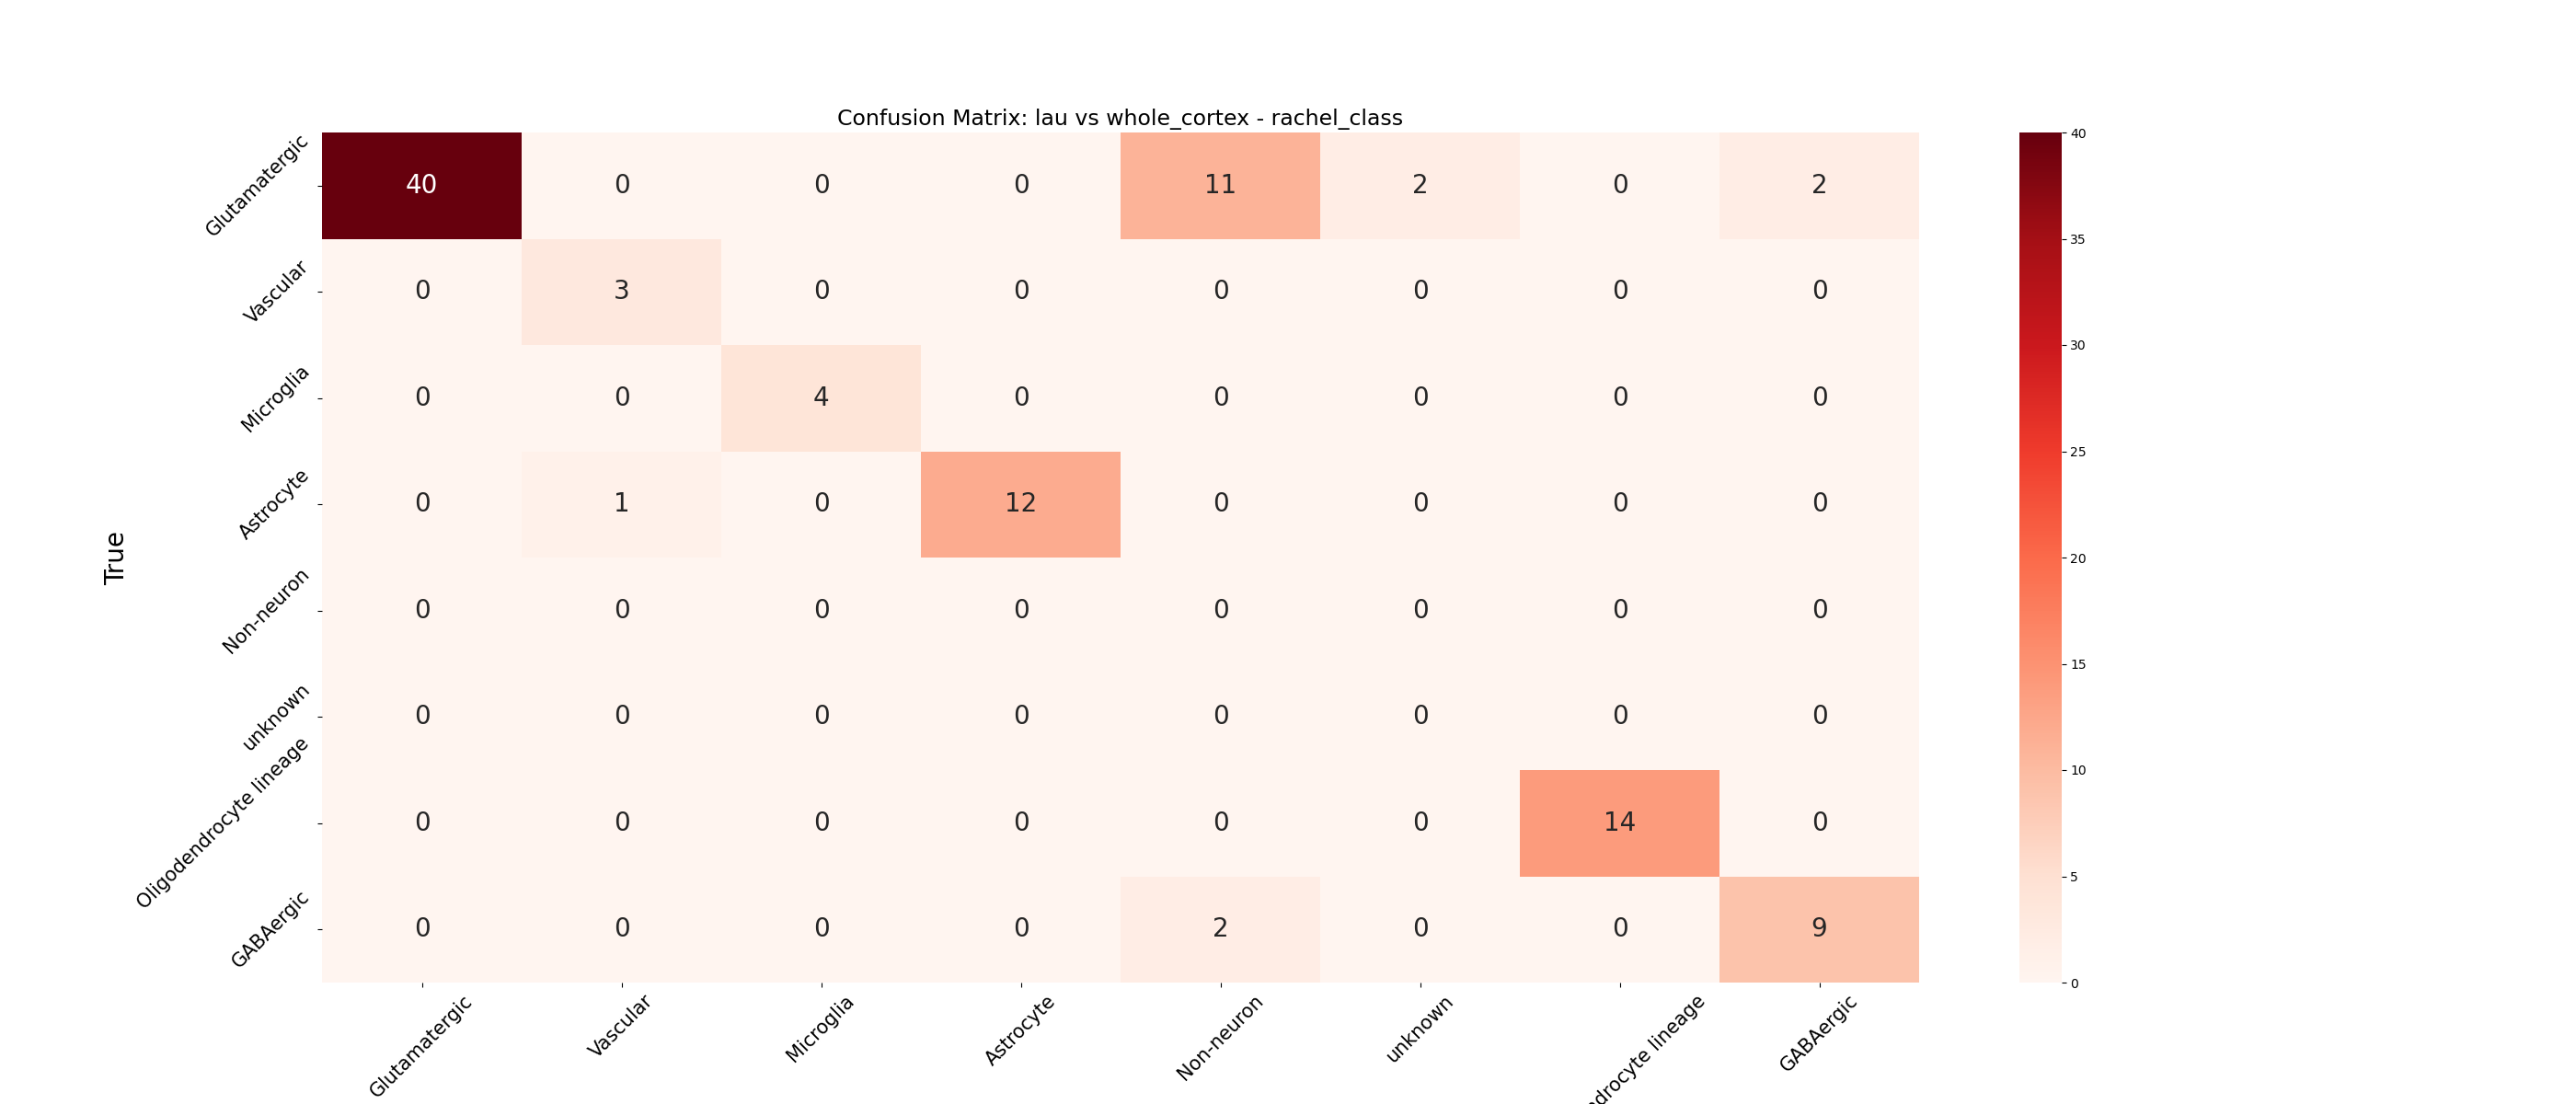 Confusion Matrix: lau vs whole_cortex - rachel_class
True
Glutamatergic 40 0 0 0 11 2 0 2
Vascular 0 3 0 0 0 0 0 0
Microglia 0 0 4 0 0 0 0 0
Astrocyte 0 1 0 12 0 0 0 0
Non-neuron 0 0 0 0 0 0 0 0
unknown 0 0 0 0 0 0 0 0
Oligodendrocyte lineage 0 0 0 0 0 0 14 0
GABAergic 0 0 0 0 2 0 0 9
Glutamatergic Vascular Microglia Astrocyte Non-neuron unknown drocyte lineage GABAergic
40
35
30
25
20
15
10
5
0